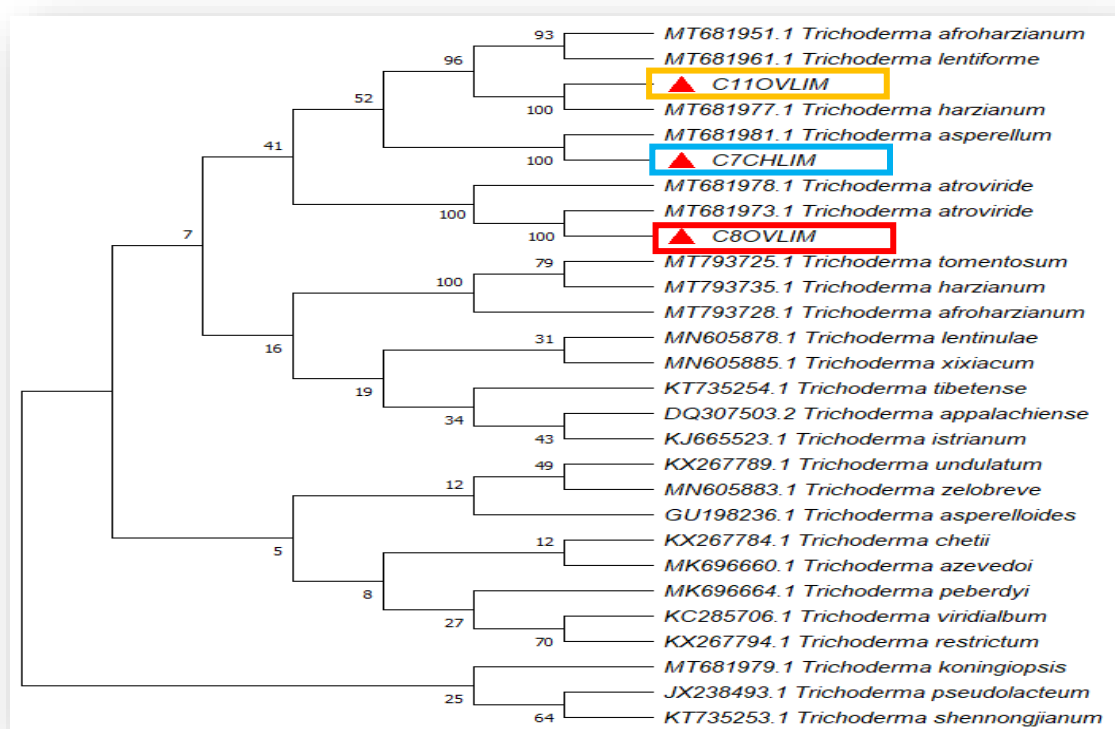 93
MT681951.1 Trichoderma afroharzianum
96
MT681961.1 Trichoderma lentiforme
C11OVLIM
52
100
MT681977.1 Trichoderma harzianum
MT681981.1 Trichoderma asperellum
41
100
C7CHLIM
MT681978.1 Trichoderma atroviride
100
MT681973.1 Trichoderma atroviride
7
100
C8OVLIM
79
MT793725.1 Trichoderma tomentosum
100
MT793735.1 Trichoderma harzianum
MT793728.1 Trichoderma afroharzianum
16
31
MN605878.1 Trichoderma lentinulae
MN605885.1 Trichoderma xixiacum
19
KT735254.1 Trichoderma tibetense
34
DQ307503.2 Trichoderma appalachiense
43
KJ665523.1 Trichoderma istrianum
49
KX267789.1 Trichoderma undulatum
12
MN605883.1 Trichoderma zelobreve
GU198236.1 Trichoderma asperelloides
5
12
KX267784.1 Trichoderma chetii
MK696660.1 Trichoderma azevedoi
8
MK696664.1 Trichoderma peberdyi
27
KC285706.1 Trichoderma viridialbum
70
KX267794.1 Trichoderma restrictum
MT681979.1 Trichoderma koningiopsis
25
JX238493.1 Trichoderma pseudolacteum
64
KT735253.1 Trichoderma shennongjianum